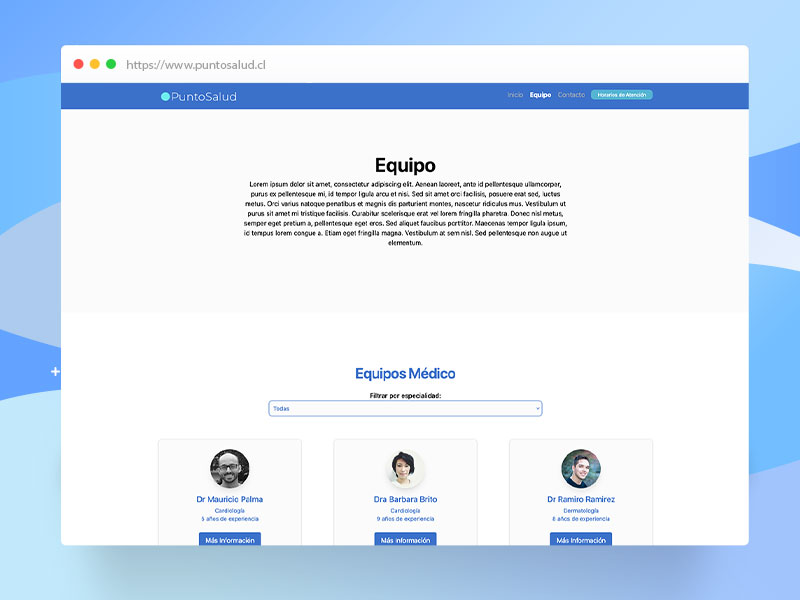 https://www.puntosalud.cl
PuntoSalud
Inicio Equipo Contacto Horarios de Atención
Equipo
Lorem ipsum dolor sit amet, consectetur adipiscing elit. Aenean laoreet, ante id pellentesque ullamcorper,
purus ex pellentesque mi, id tempor ligula arcu et nisi. Sed sit amet orci facilisis, posuere erat sed, luctus
metus. Orci varius natoque penatibus et magnis dis parturient montes, nascetur ridiculus mus. Vestibulum ut
purus sit amet mi tristique facilisis. Curabitur scelerisque erat vel lorem fringilla pharetra. Donec nisl metus,
semper eget pretium a, pellentesque eget eros. Sed aliquet faucibus porttitor. Maecenas tempor ligula ipsum,
id tempus lorem congue a. Etiam eget fringilla magna. Vestibulum at sem nisl. Sed pellentesque non augue ut
elementum.
Equipos Médico
Filtrar por especialidad:
Todas
Dr Mauricio Palma
Cardiología
5 años de experiencia
Más Información
Dra Barbara Brito
Cardiología
9 años de experiencia
Más Información
Dr Ramiro Ramirez
Dermatología
8 años de experiencia
Más Información